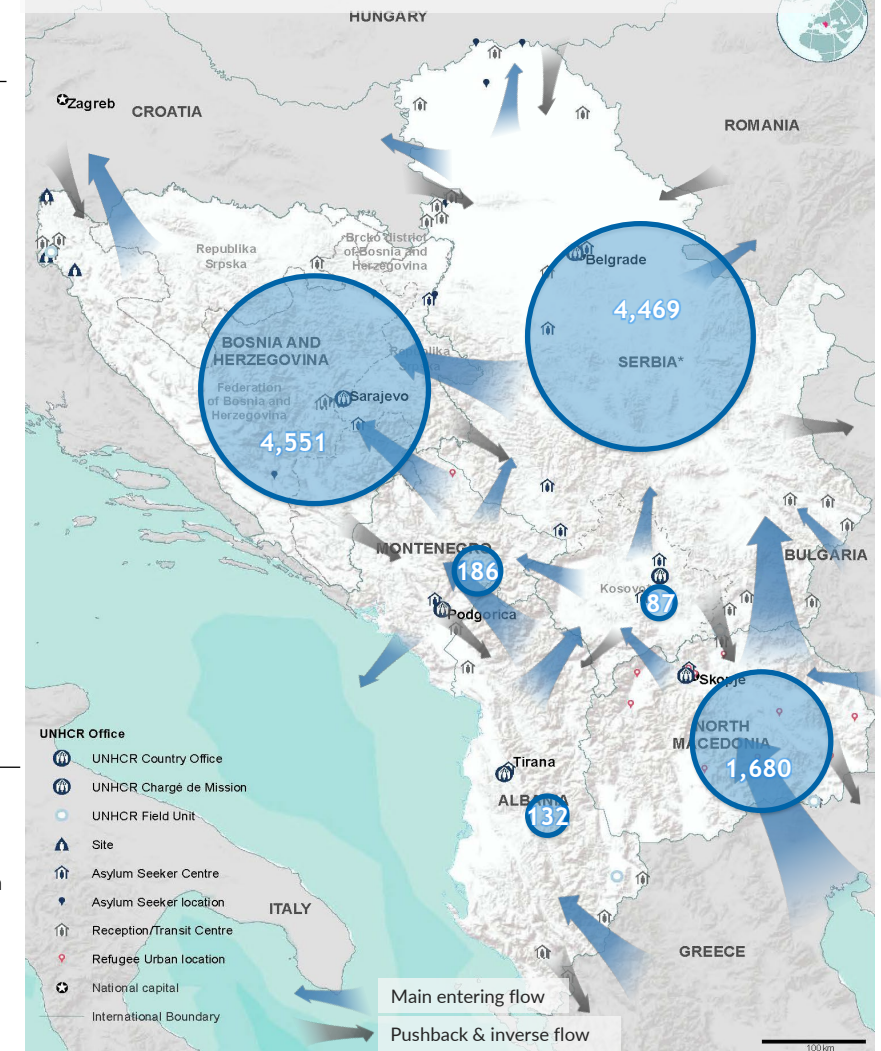 HUNGARY
Zagreb
CROATIA
ROMANIA
Republika
Srpska
Brcko district
of Bosnia and
Herzegovina
Belgrade
4,469
SERBIA*
BOSNIA AND
HERZEGOVINA
Federation
of Bosnia and
Herzegovina
Sarajevo
4,551
MONTENEGRO
186
Podgorica
Kosovo
87
BULGARIA
Skopje
NORTH
MACEDONIA
1,680
Tirana
ALBANIA
132
ITALY
GREECE
UNHCR Office
UNHCR Country Office
UNHCR Chargé de Mission
UNHCR Field Unit
Site
Asylum Seeker Centre
Asylum Seeker location
Reception/Transit Centre
Refugee Urban location
National capital
International Boundary
Main entering flow
Pushback & inverse flow
100km